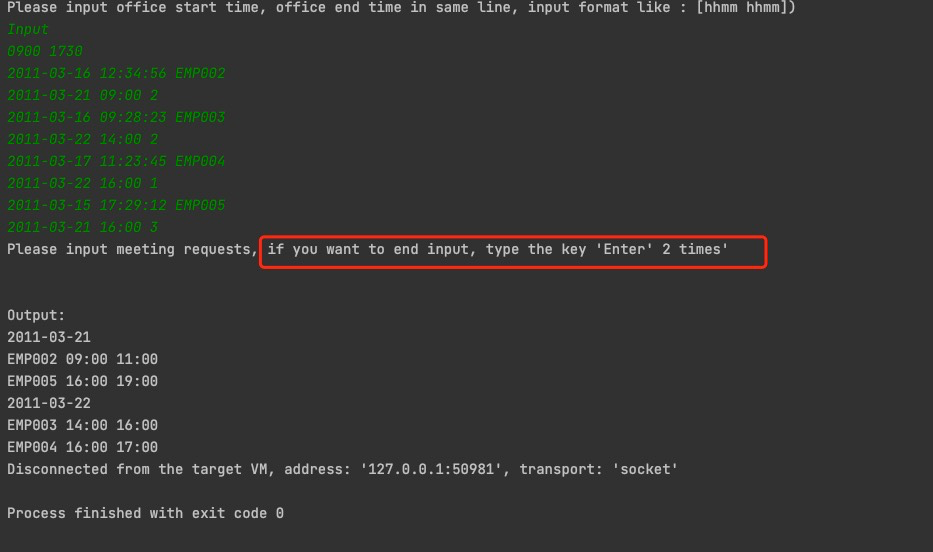 Please input office start time, office end time in same line, input format like : [hhmm hhmm])
Input
0900 1730
2011-03-16 12:34:56 EMP002
2011-03-21 09:00 2
2011-03-16 09:28:23 EMP003
2011-03-22 14:00 2
2011-03-17 11:23:45 EMP004
2011-03-22 16:00 1
2011-03-15 17:29:12 EMP005
2011-03-21 16:00 3
Please input meeting requests, if you want to end input, type the key 'Enter' 2 times'
Output:
2011-03-21
EMP002 09:00 11:00
EMP005 16:00 19:00
2011-03-22
EMP003 14:00 16:00
EMP004 16:00 17:00
Disconnected from the target VM, address: '127.0.0.1:50981', transport: 'socket'
Process finished with exit code 0